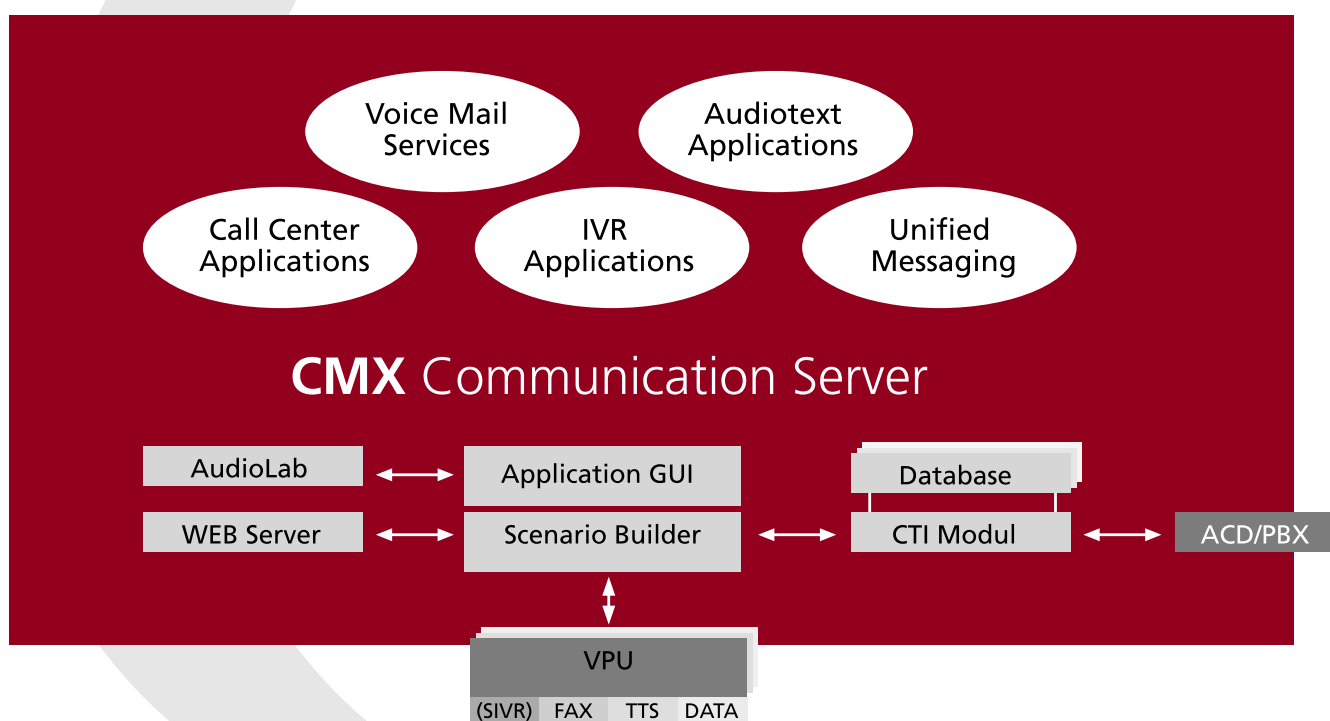 Voice Mail
Services
Audiotext
Applications
Call Center
Applications
IVR
Applications
Unified
Messaging
CMX Communication Server
AudioLab
Application GUI
Database
WEB Server
Scenario Builder
CTI Modul
ACD/PBX
VPU
(SIVR) FAX TTS DATA